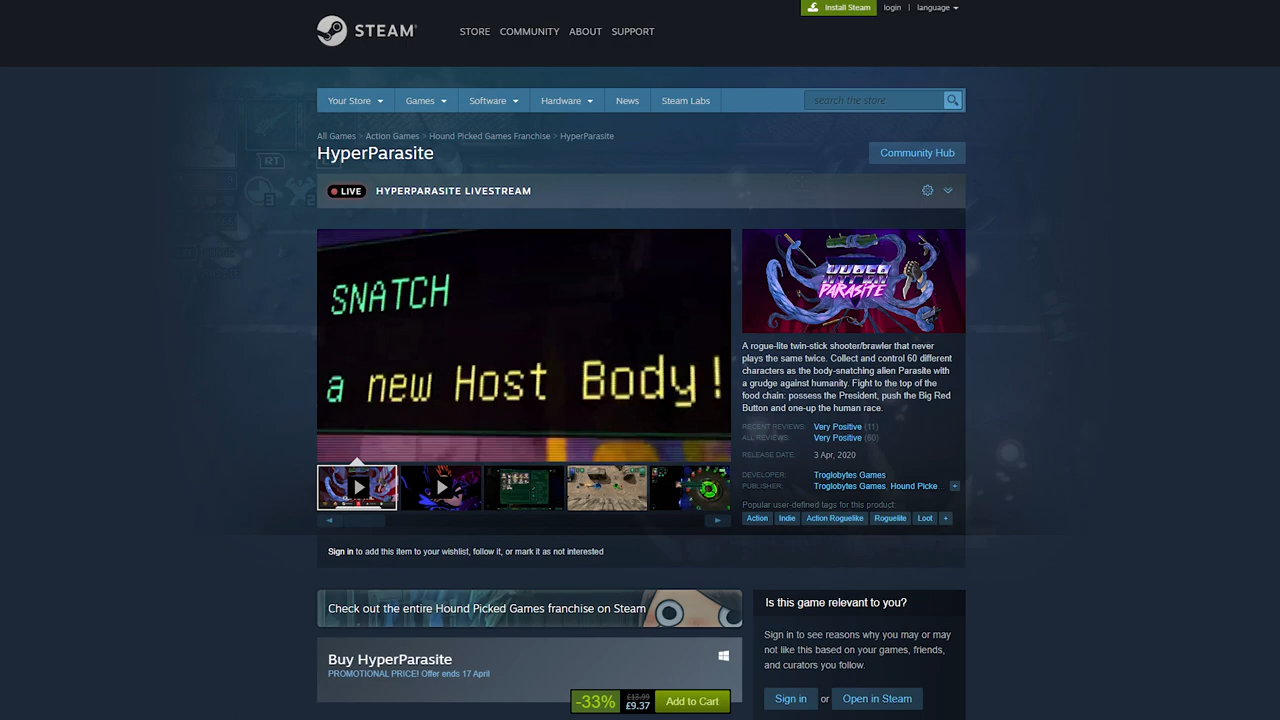 Install Steam
login | language
STEAM
STORE COMMUNITY ABOUT SUPPORT
Your Store Games Software Hardware News Steam Labs
search the store
All Games > Action Games > Hound Picked Games Franchise > HyperParasite
HyperParasite
Community Hub
LIVE HYPERPARASITE LIVESTREAM
SNATCH
a new Host Body!
HYPER
PARASITE
A rogue-lite twin-stick shooter/brawler that never
plays the same twice. Collect and control 60 different
characters as the body-snatching alien Parasite with
a grudge against humanity. Fight to the top of the
food chain: possess the President, push the Big Red
Button and one-up the human race.
RECENT REVIEWS: Very Positive (11)
ALL REVIEWS: Very Positive (60)
RELEASE DATE: 3 Apr, 2020
DEVELOPER: Troglobytes Games
PUBLISHER: Troglobytes Games, Hound Picke +
Popular user-defined tags for this product:
Action Indie Action Roguelike Roguelite Loot +
Sign in to add this item to your wishlist, follow it, or mark it as not interested
Check out the entire Hound Picked Games franchise on Steam
Is this game relevant to you?
Sign in to see reasons why you may or may
not like this based on your games, friends,
and curators you follow.
Sign in or Open in Steam
Buy HyperParasite
PROMOTIONAL PRICE! Offer ends 17 April
-33% £13.99 £9.37 Add to Cart